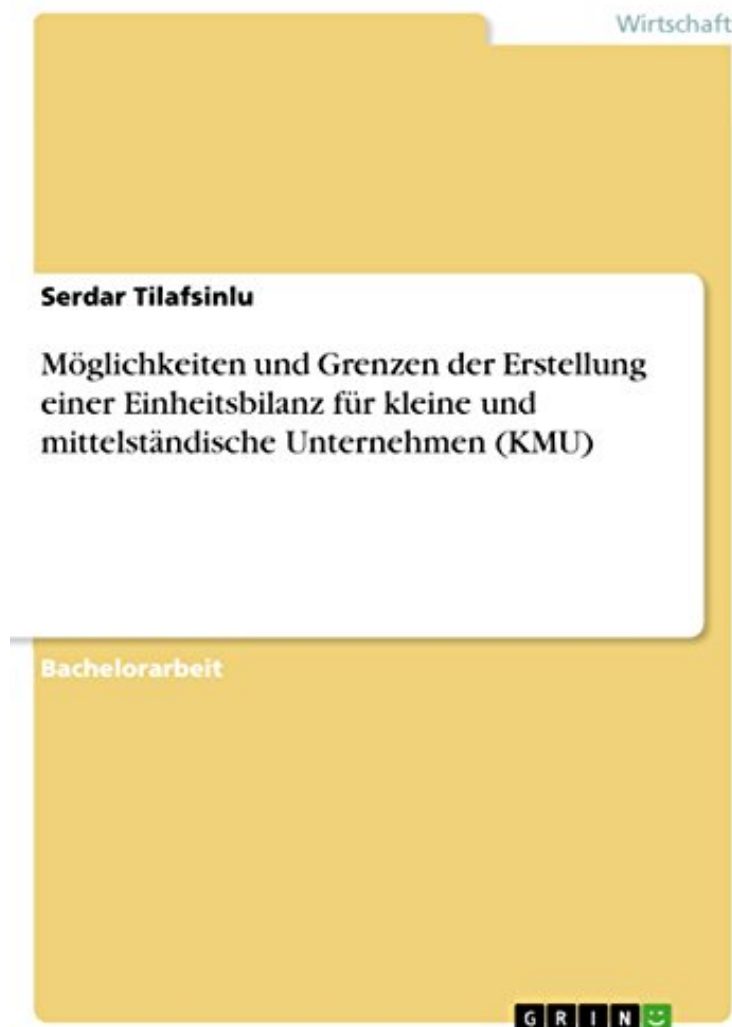 Wirtschaft
Serdar Tilafsinlu
Möglichkeiten und Grenzen der Erstellung
einer Einheitsbilanz für kleine und
mittelständische Unternehmen (KMU)
Bachelorarbeit
GRIN